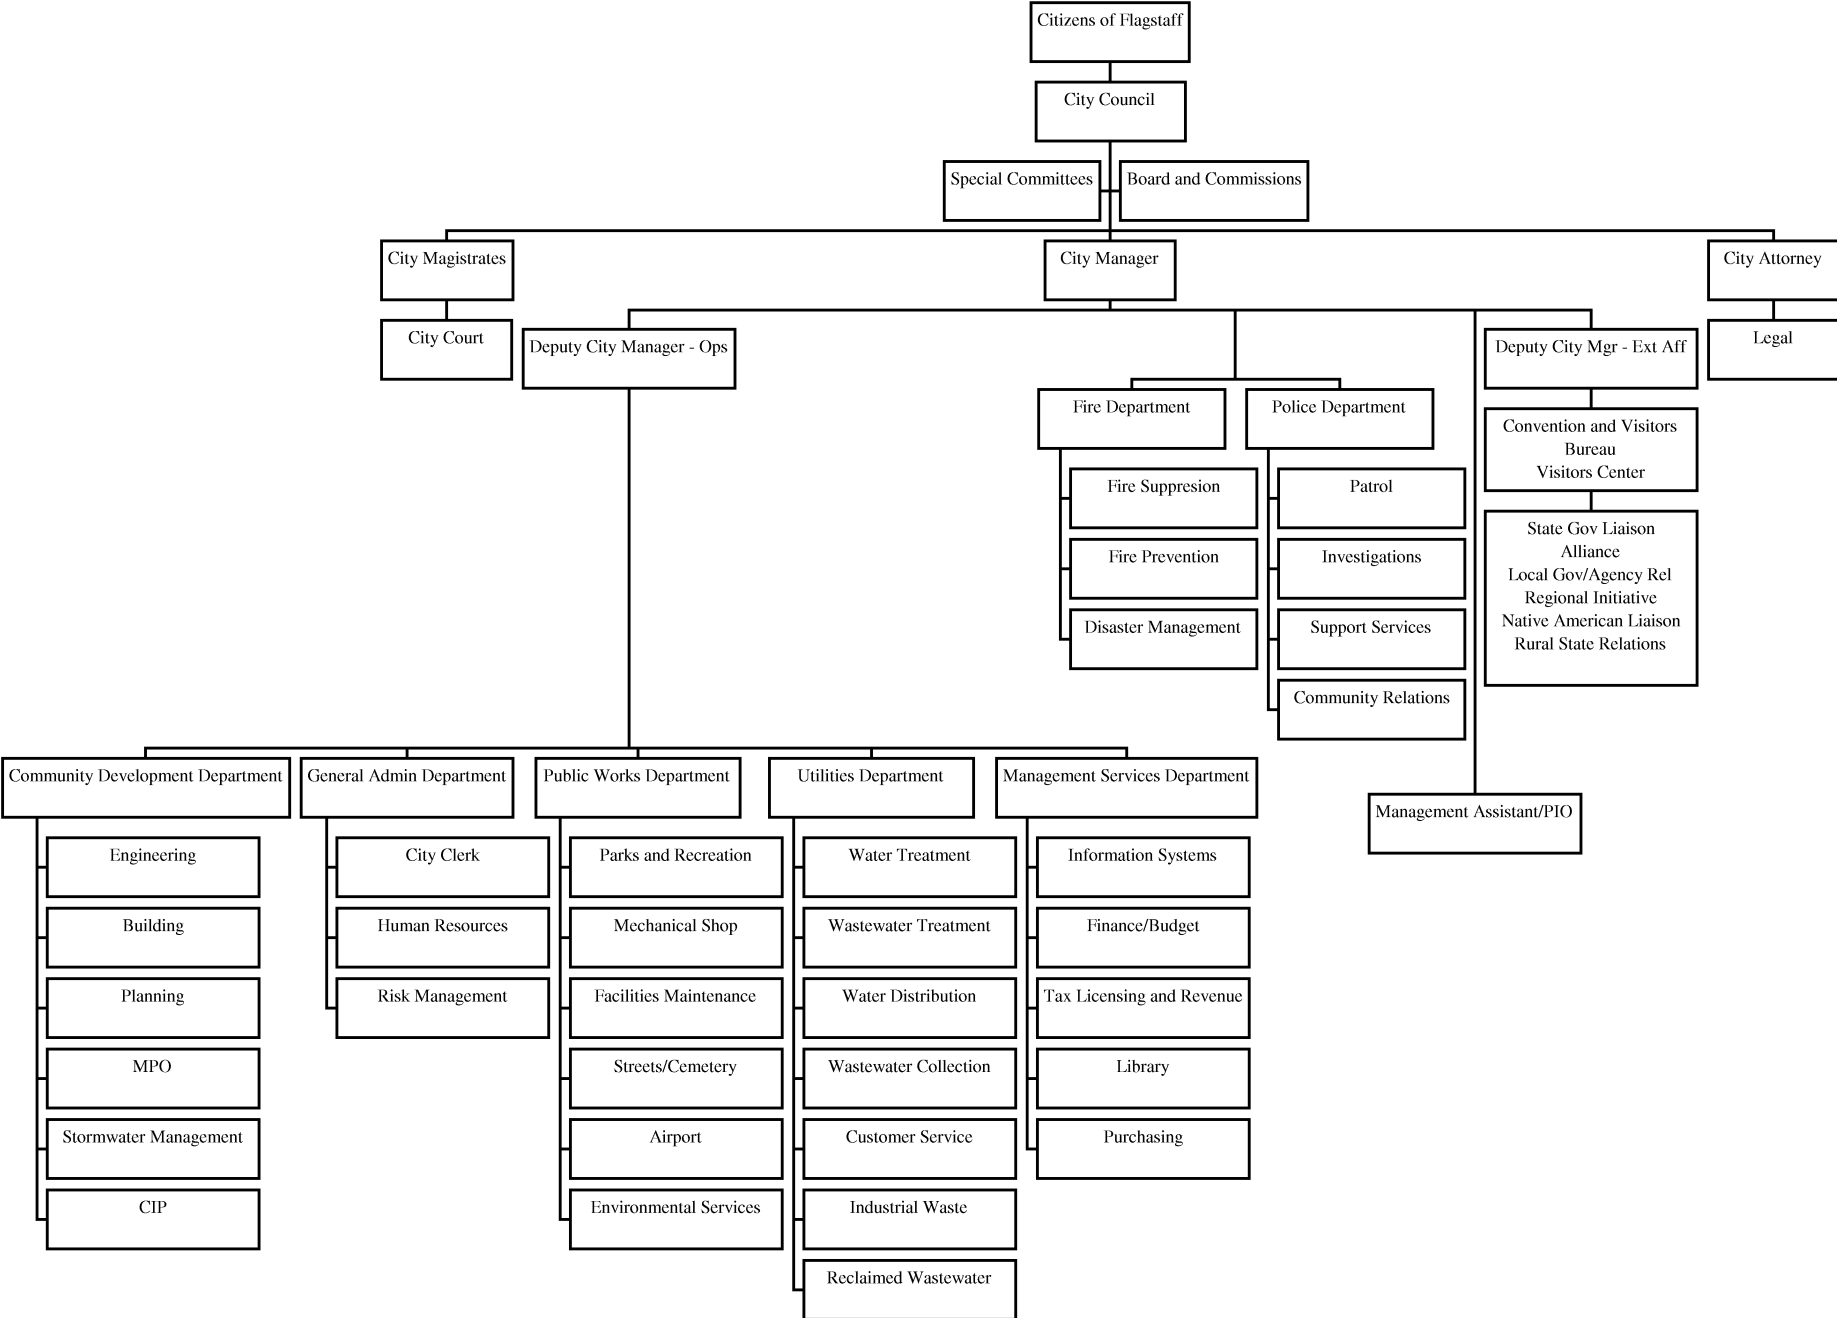 Citizens of Flagstaff
City Council
Special Committees
Board and Commissions
City Magistrates
City Manager
City Attorney
City Court
Deputy City Manager - Ops
Deputy City Mgr - Ext Aff
Legal
Fire Department
Police Department
Convention and Visitors
Bureau
Visitors Center
Fire Suppresion
Patrol
State Gov Liaison
Alliance
Local Gov/Agency Rel
Regional Initiative
Native American Liaison
Rural State Relations
Fire Prevention
Investigations
Disaster Management
Support Services
Community Relations
Community Development Department
General Admin Department
Public Works Department
Utilities Department
Management Services Department
Management Assistant/PIO
Engineering
City Clerk
Parks and Recreation
Water Treatment
Information Systems
Building
Human Resources
Mechanical Shop
Wastewater Treatment
Finance/Budget
Planning
Risk Management
Facilities Maintenance
Water Distribution
Tax Licensing and Revenue
MPO
Streets/Cemetery
Wastewater Collection
Library
Stormwater Management
Airport
Customer Service
Purchasing
CIP
Environmental Services
Industrial Waste
Reclaimed Wastewater